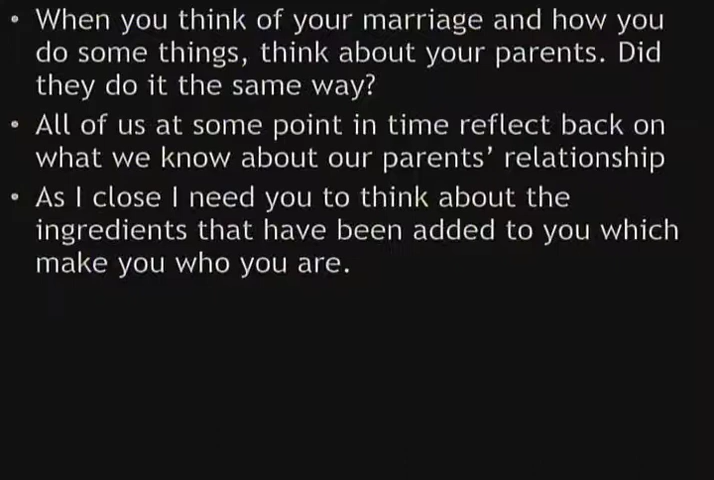 • When you think of your marriage and how you
do some things, think about your parents. Did
they do it the same way?
• All of us at some point in time reflect back on
what we know about our parents’ relationship
• As I close I need you to think about the
ingredients that have been added to you which
make you who you are.